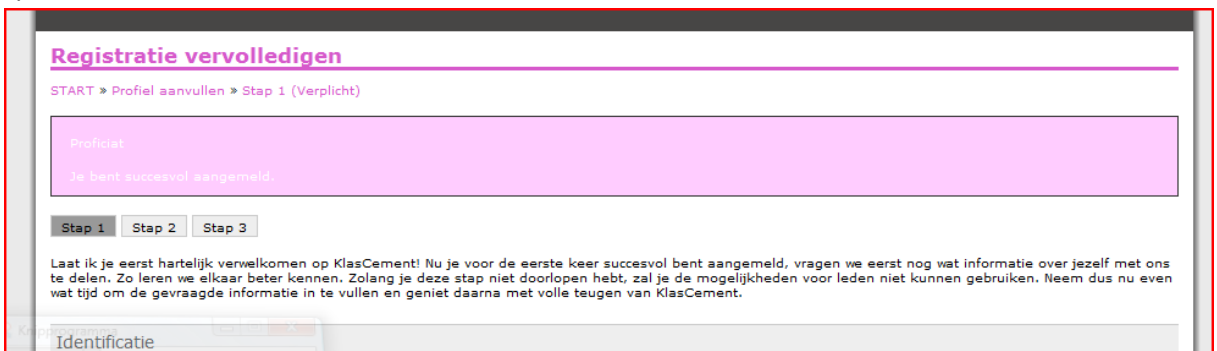 Registratie vervolledigen
START » Profiel aanvullen » Stap 1 (Verplicht)
Proficiat
Je bent succesvol aangemeld.
Stap 1 Stap 2 Stap 3
Laat ik je eerst hartelijk verwelkomen op KlasCement! Nu je voor de eerste keer succesvol bent aangemeld, vragen we eerst nog wat informatie over jezelf met ons
te delen. Zo leren we elkaar beter kennen. Zolang je deze stap niet doorlopen hebt, zal je de mogelijkheden voor leden niet kunnen gebruiken. Neem dus nu even
wat tijd om de gevraagde informatie in te vullen en geniet daarna met volle teugen van KlasCement.
Knipprogramma
Identificatie